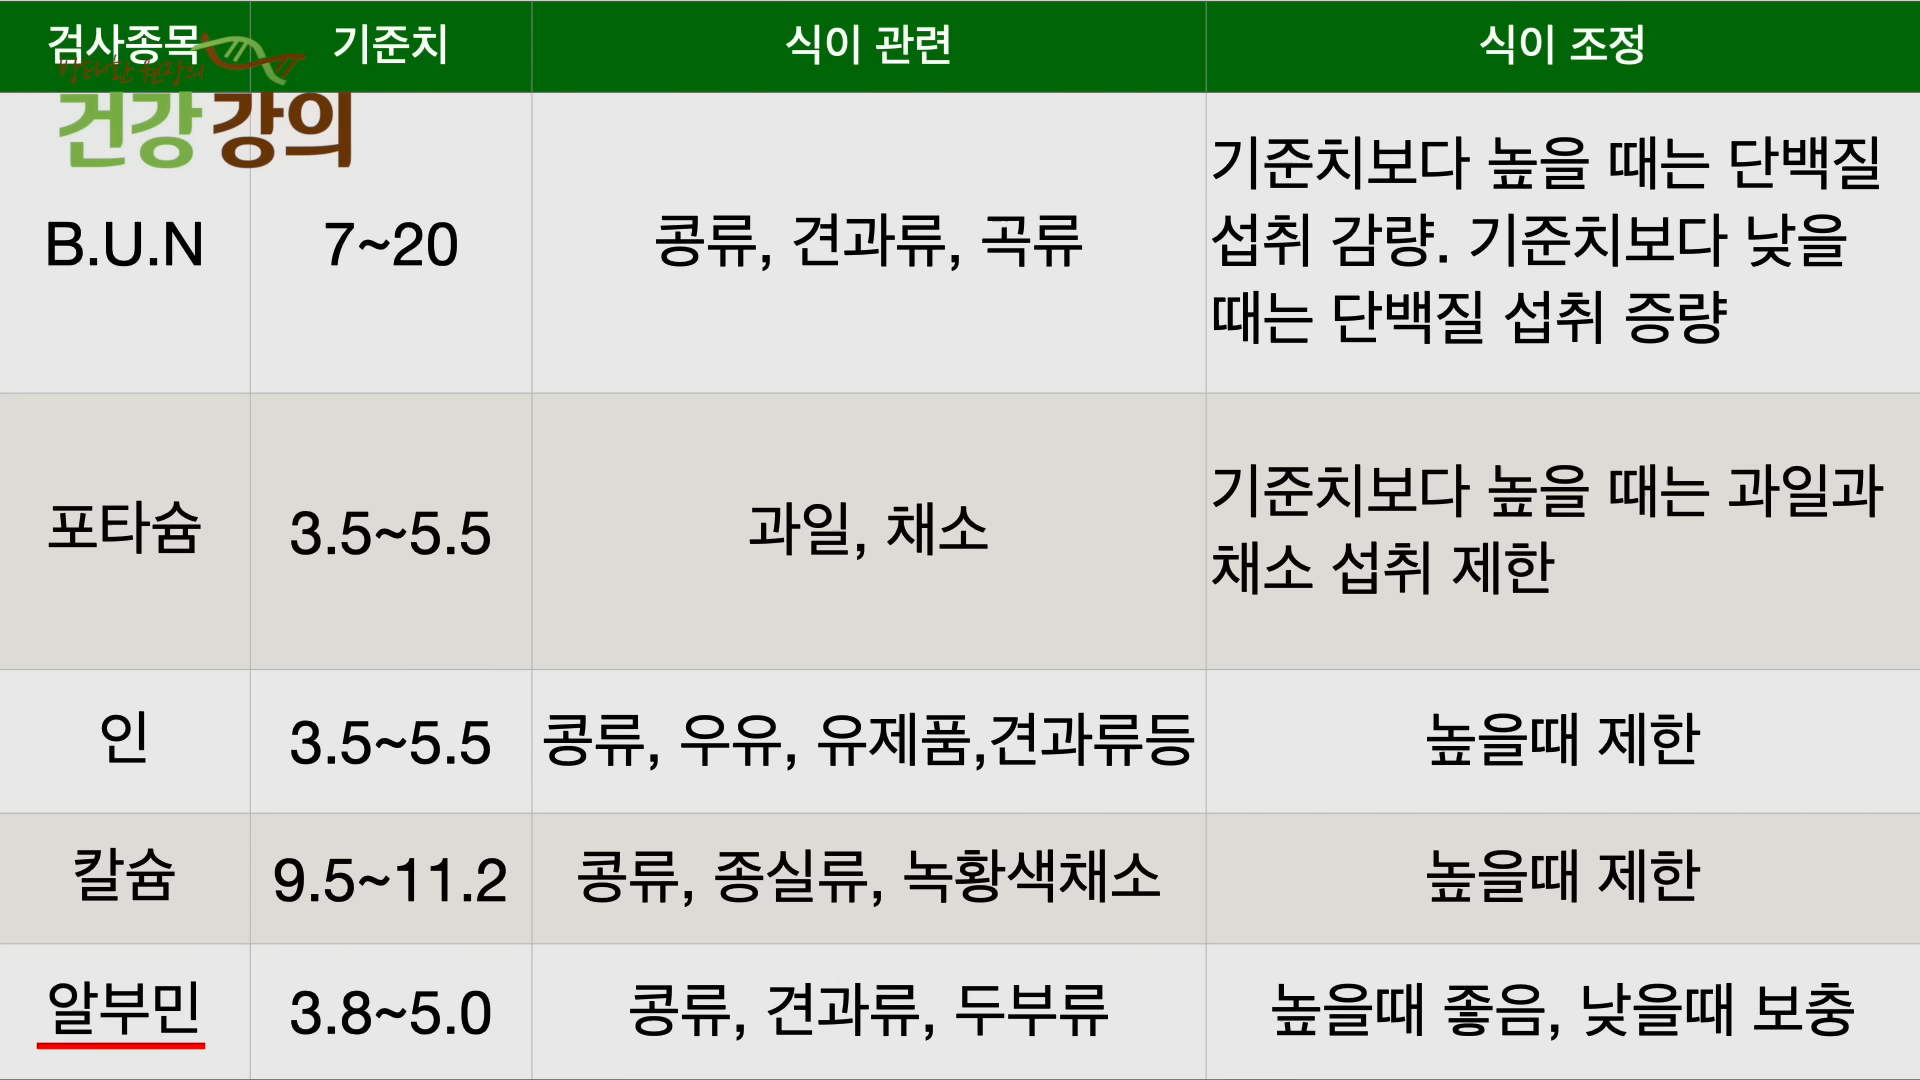 검사종목 기준치 식이 관련 식이 조정
건강 강의
B.U.N 7~20 콩류, 견과류, 곡류
기준치보다 높을 때는 단백질
섭취 감량. 기준치보다 낮을
때는 단백질 섭취 증량
포타슘 3.5~5.5 과일, 채소
기준치보다 높을 때는 과일과
채소 섭취 제한
인 3.5~5.5 콩류, 우유, 유제품,견과류등 높을때 제한
칼슘 9.5~11.2 콩류, 종실류, 녹황색채소 높을때 제한
알부민 3.8~5.0 콩류, 견과류, 두부류 높을때 좋음, 낮을때 보충